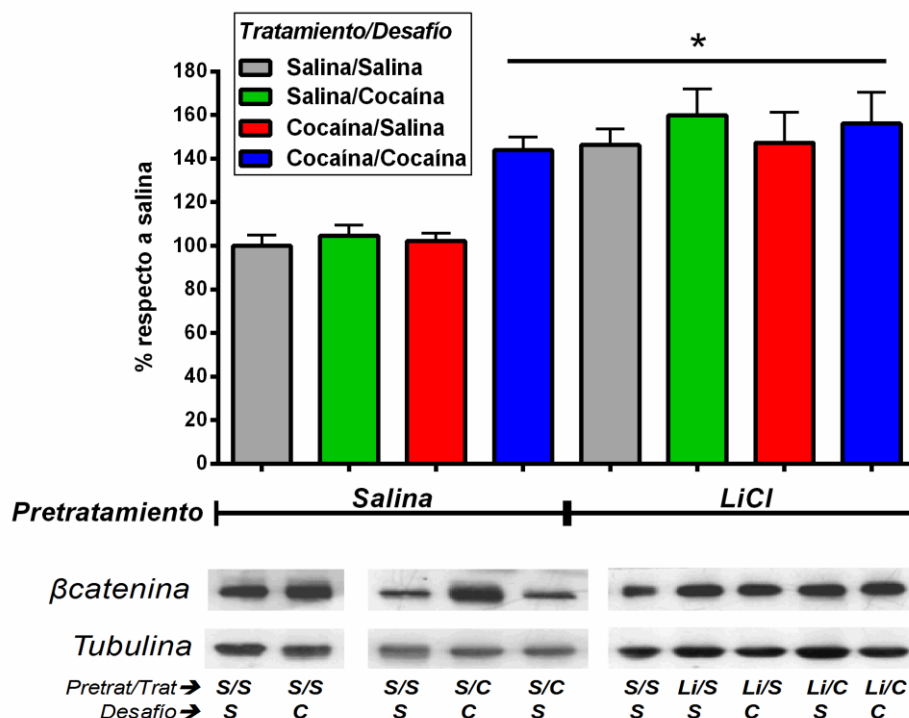 Tratamiento/Desafío
Salina/Salina
Salina/Cocaína
Cocaína/Salina
Cocaína/Cocaína
*
% respecto a salina
180
160
140
120
100
80
60
40
20
0
Pretratamiento Salina LiCl
βcatenina
Tubulina
Pretrat/Trat➔ S/S S/S S/S S/C S/C S/S Li/S Li/S Li/C Li/C
Desafío➔ S C S C S S S C S C